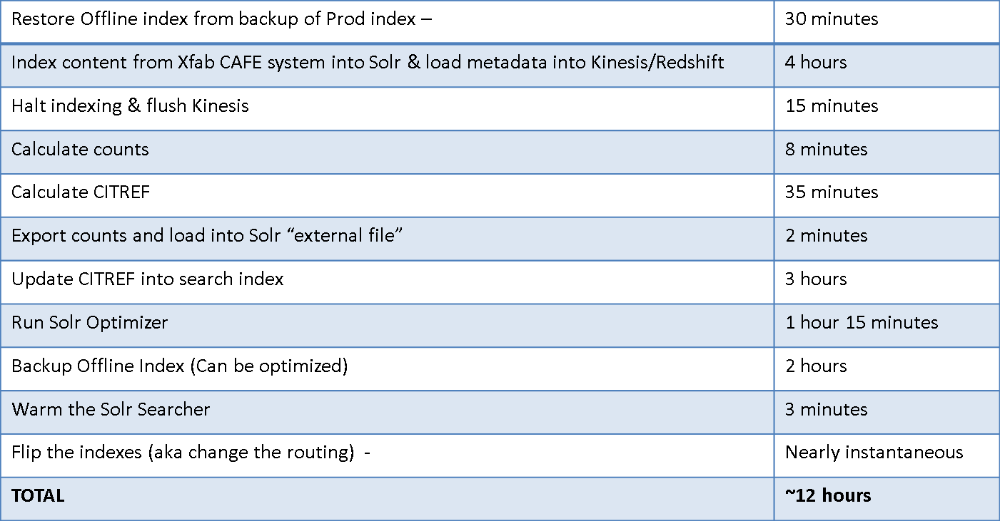 Restore Offline index from backup of Prod index – 30 minutes
Index content from Xfab CAFE system into Solr & load metadata into Kinesis/Redshift 4 hours
Halt indexing & flush Kinesis 15 minutes
Calculate counts 8 minutes
Calculate CITREF 35 minutes
Export counts and load into Solr “external file” 2 minutes
Update CITREF into search index 3 hours
Run Solr Optimizer 1 hour 15 minutes
Backup Offline Index (Can be optimized) 2 hours
Warm the Solr Searcher 3 minutes
Flip the indexes (aka change the routing) - Nearly instantaneous
TOTAL ~12 hours